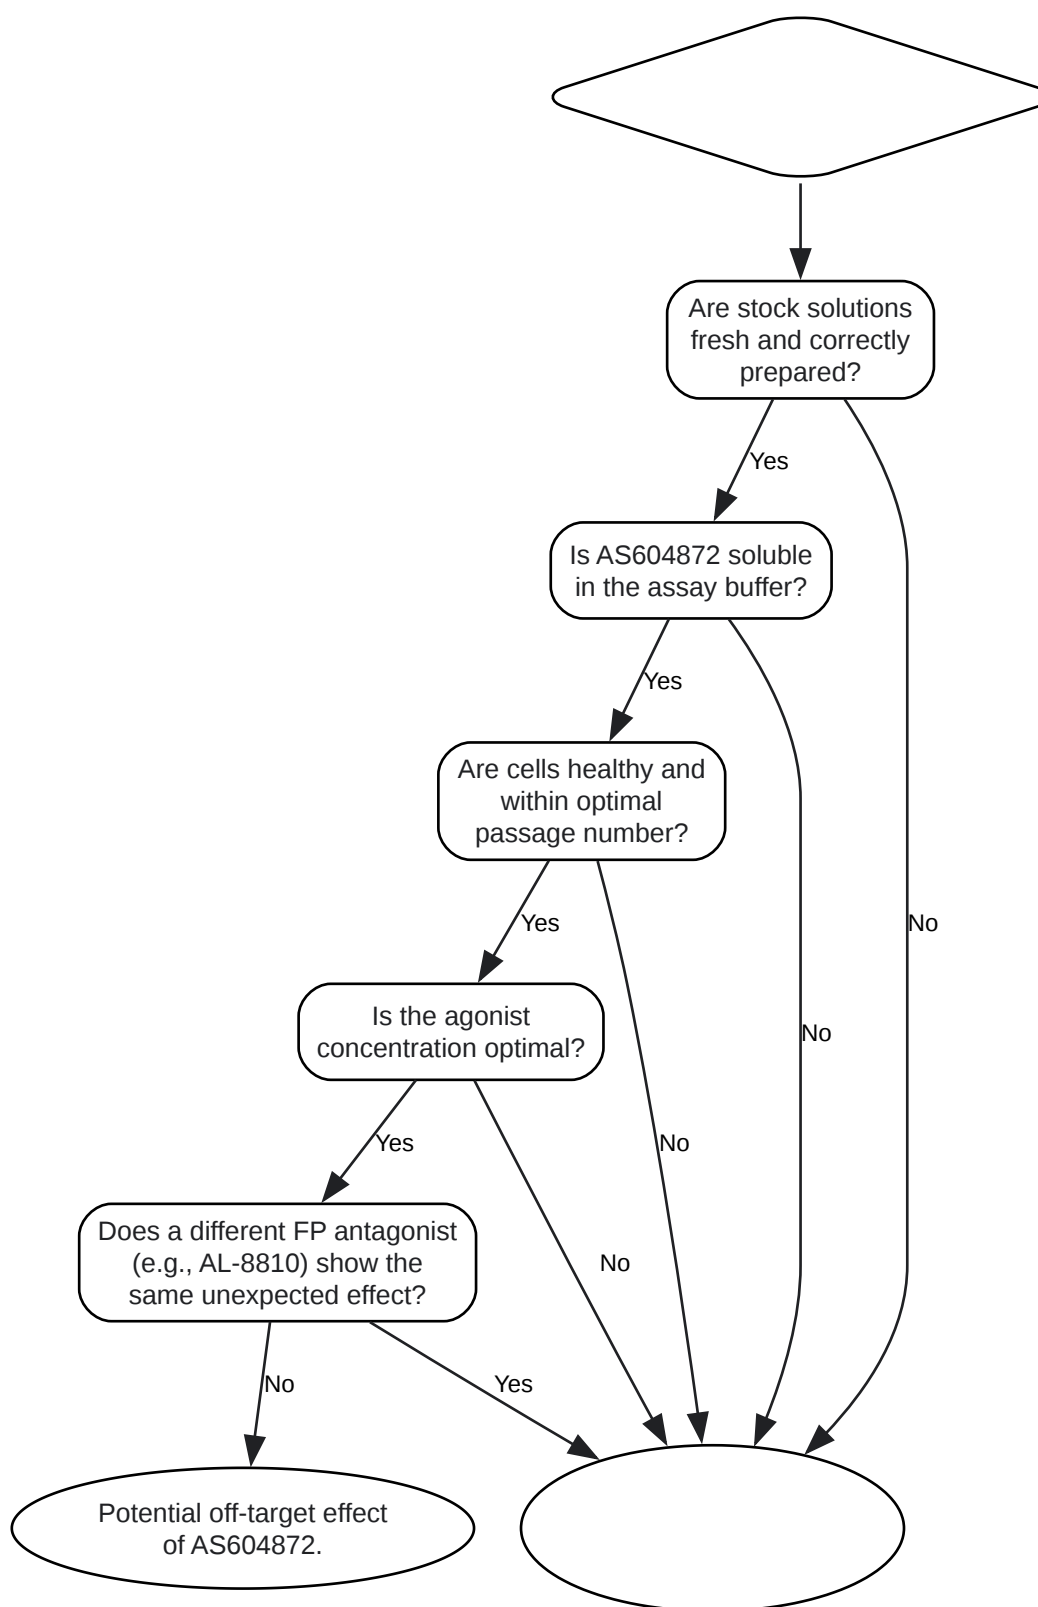 Are stock solutions
fresh and correctly
prepared?
Yes
Is AS604872 soluble
in the assay buffer?
Yes
Are cells healthy and
within optimal
passage number?
Yes
No
Is the agonist
concentration optimal?
No
Yes
No
Does a different FP antagonist
(e.g., AL-8810) show the
same unexpected effect?
No
No
Yes
Potential off-target effect
of AS604872.